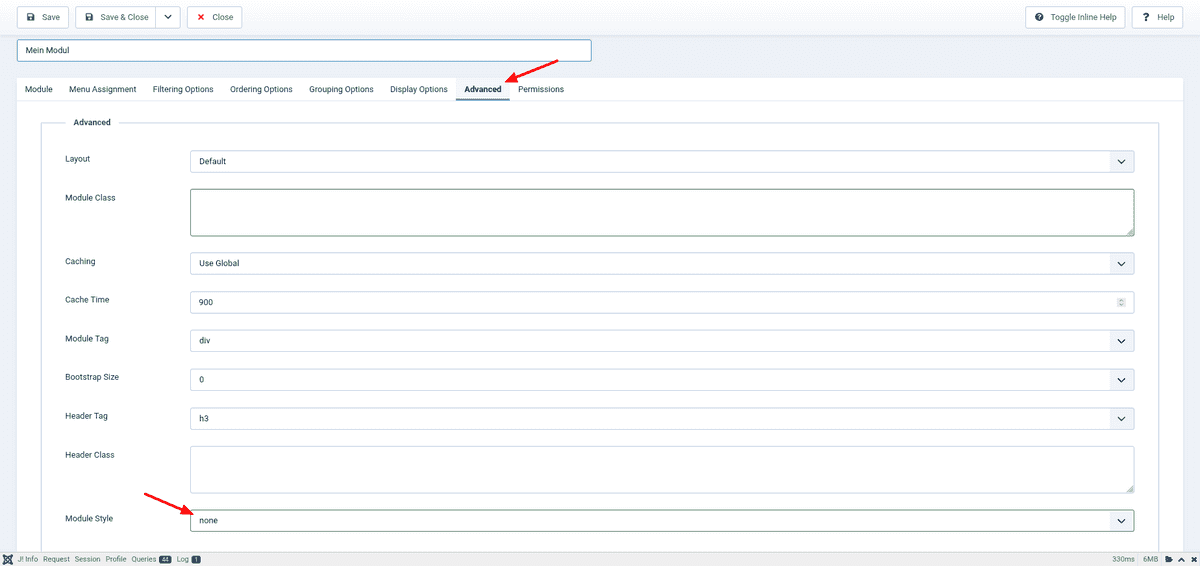 Save Save & Close Close Toggle Inline Help ? Help
Mein Modul
Module Menu Assignment Filtering Options Ordering Options Grouping Options Display Options Advanced Permissions
Advanced
Layout Default
Module Class
Caching Use Global
Cache Time 900
Module Tag div
Bootstrap Size 0
Header Tag h3
Header Class
Module Style none
J! Info Request Session Profile Queries 44 Log 1 330ms 6MB